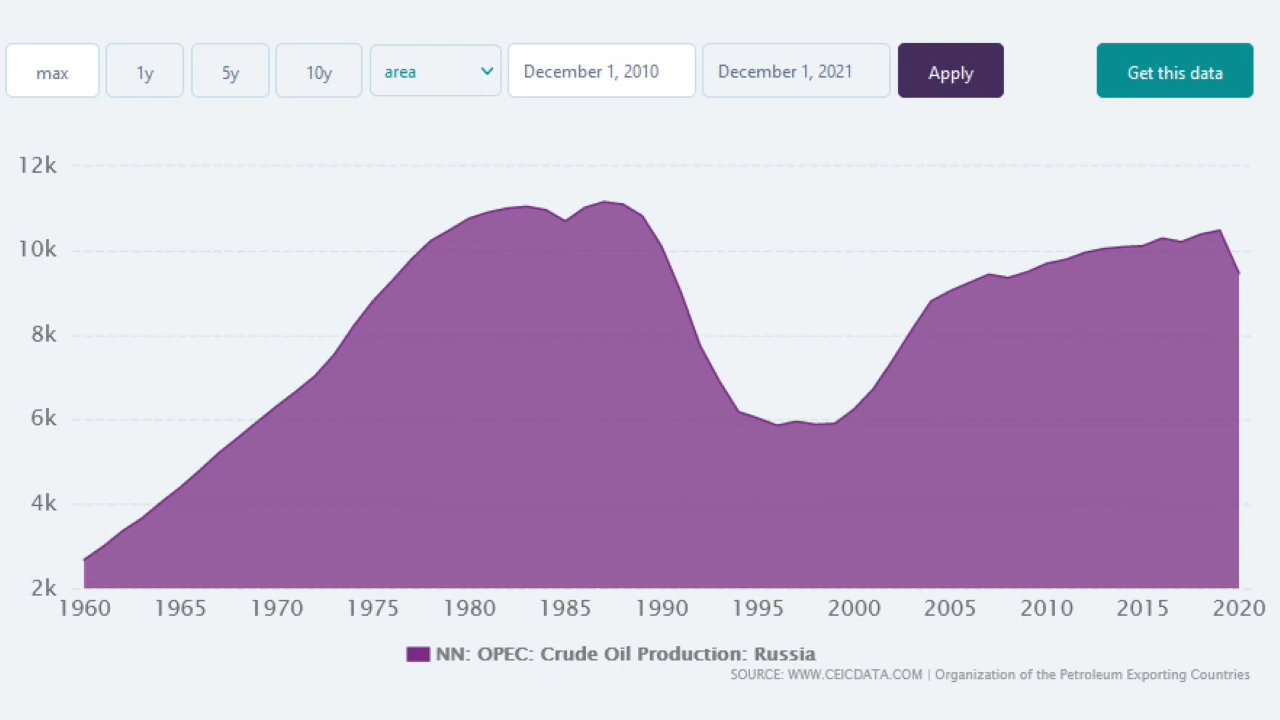 max 1y 5y 10y area December 1, 2010 December 1, 2021 Apply Get this data
12k
10k
8k
6k
4k
2k
1960 1965 1970 1975 1980 1985 1990 1995 2000 2005 2010 2015 2020
NN: OPEC: Crude Oil Production: Russia
SOURCE: WWW.CEICDATA.COM | Organization of the Petroleum Exporting Countries